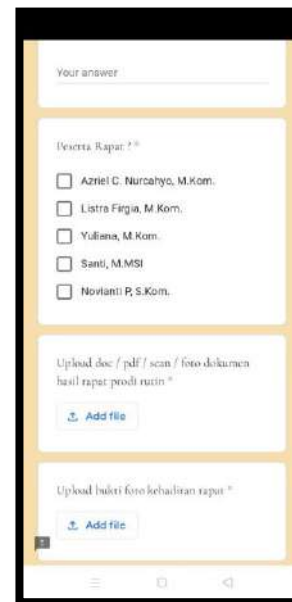 Your answer
Peserta Rapat ? *
Azriel C. Nurcahyo, M.Kom.
Listra Firgia, M.Kom.
Yuliana, M.Kom.
Santi, M.MSI
Novianti P, S.Kom.
Upload doc / pdf / scan / foto dokumen
hasil rapat prodi rutin *
Add file
Upload bukti foto kehadiran rapat *
Add file